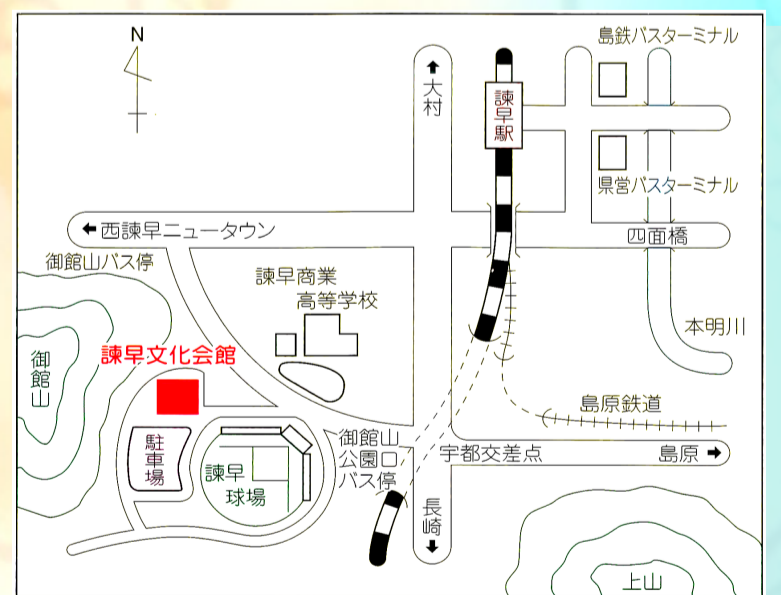 N
島鉄バスターミナル
大村
諫早駅
県営バスターミナル
西諫早ニュータウン
四面橋
御館山バス停
諫早商業
高等学校
本明川
諫早文化会館
御館山
島原鉄道
駐車場
諫早
球場
御館山
公園口
バス停
宇都交差点
島原
長崎
上山